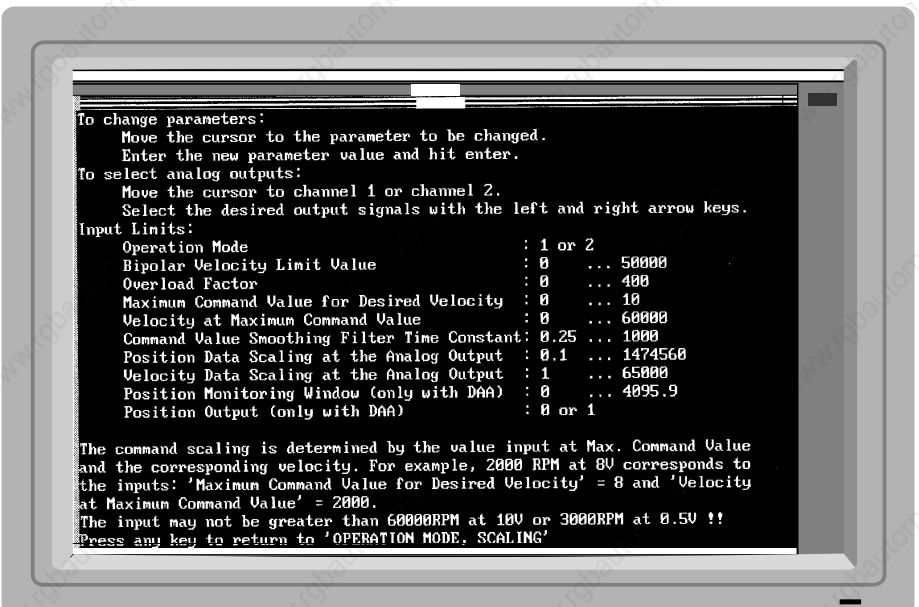 To change parameters:
Move the cursor to the parameter to be changed.
Enter the new parameter value and hit enter.
To select analog outputs:
Move the cursor to channel 1 or channel 2.
Select the desired output signals with the left and right arrow keys.
Input Limits:
Operation Mode : 1 or 2
Bipolar Velocity Limit Value : 0 ... 50000
Overload Factor : 0 ... 400
Maximum Command Value for Desired Velocity : 0 ... 10
Velocity at Maximum Command Value : 0 ... 60000
Command Value Smoothing Filter Time Constant: 0.25 ... 1000
Position Data Scaling at the Analog Output : 0.1 ... 1474560
Velocity Data Scaling at the Analog Output : 1 ... 65000
Position Monitoring Window (only with DAA) : 0 ... 4095.9
Position Output (only with DAA) : 0 or 1
The command scaling is determined by the value input at Max. Command Value
and the corresponding velocity. For example, 2000 RPM at 8V corresponds to
the inputs: 'Maximum Command Value for Desired Velocity' = 8 and 'Velocity
at Maximum Command Value' = 2000.
The input may not be greater than 60000RPM at 10V or 3000RPM at 0.5V !!
Press any key to return to 'OPERATION MODE, SCALING'